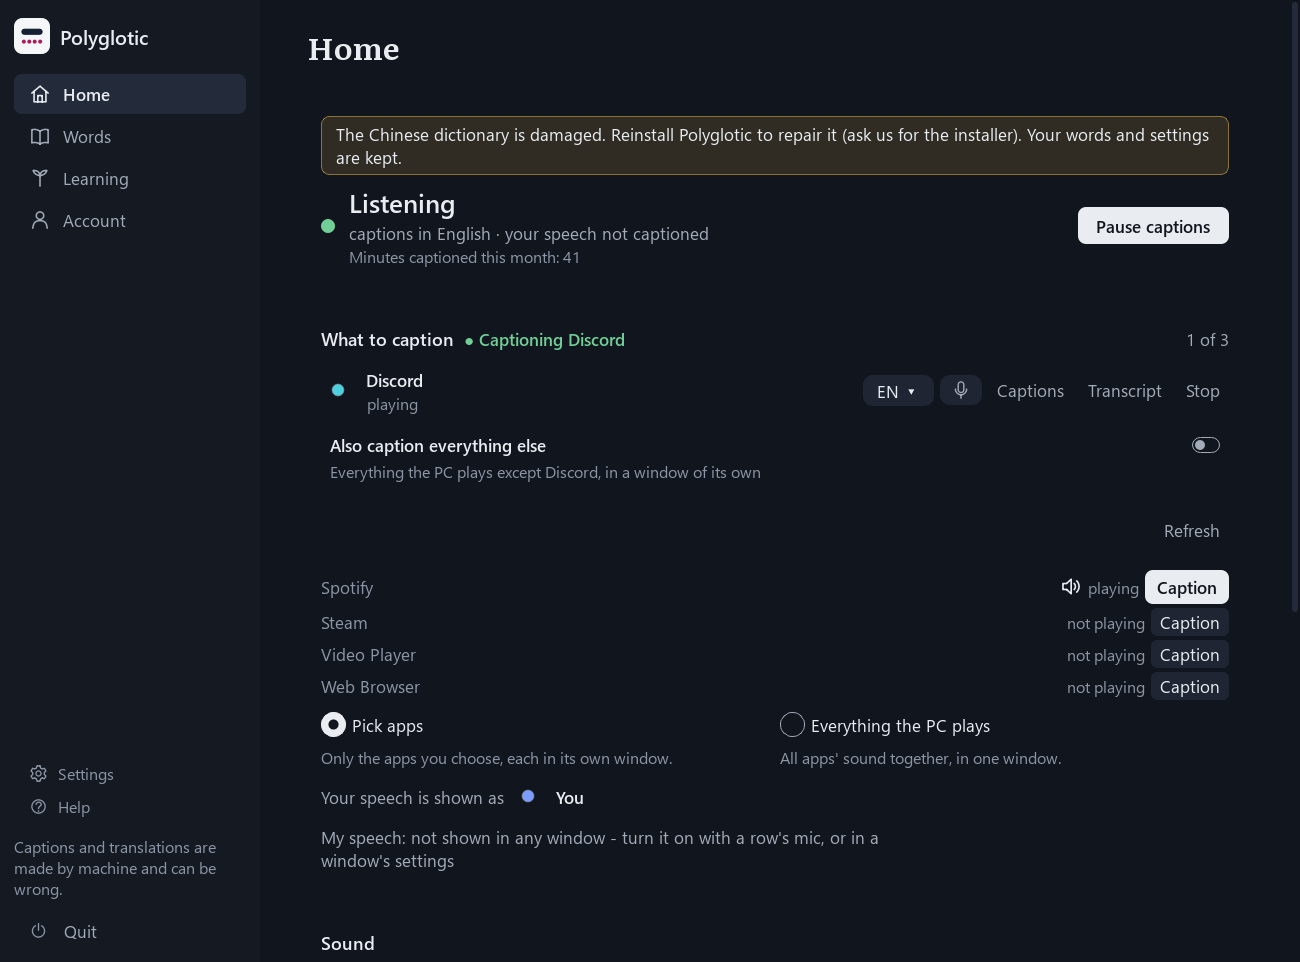 Polyglotic
Home
Words
Learning
Account
Settings
Help
Captions and translations are
made by machine and can be
wrong.
Quit
Home
The Chinese dictionary is damaged. Reinstall Polyglotic to repair it (ask us for the installer). Your words and settings
are kept.
Listening
captions in English · your speech not captioned
Minutes captioned this month: 41
Pause captions
What to caption ● Captioning Discord
1 of 3
Discord
playing
EN ▾
Captions
Transcript
Stop
Also caption everything else
Everything the PC plays except Discord, in a window of its own
Refresh
Spotify
playing
Caption
Steam
not playing
Caption
Video Player
not playing
Caption
Web Browser
not playing
Caption
Pick apps
Only the apps you choose, each in its own window.
Everything the PC plays
All apps' sound together, in one window.
Your speech is shown as
You
My speech: not shown in any window - turn it on with a row's mic, or in a
window's settings
Sound